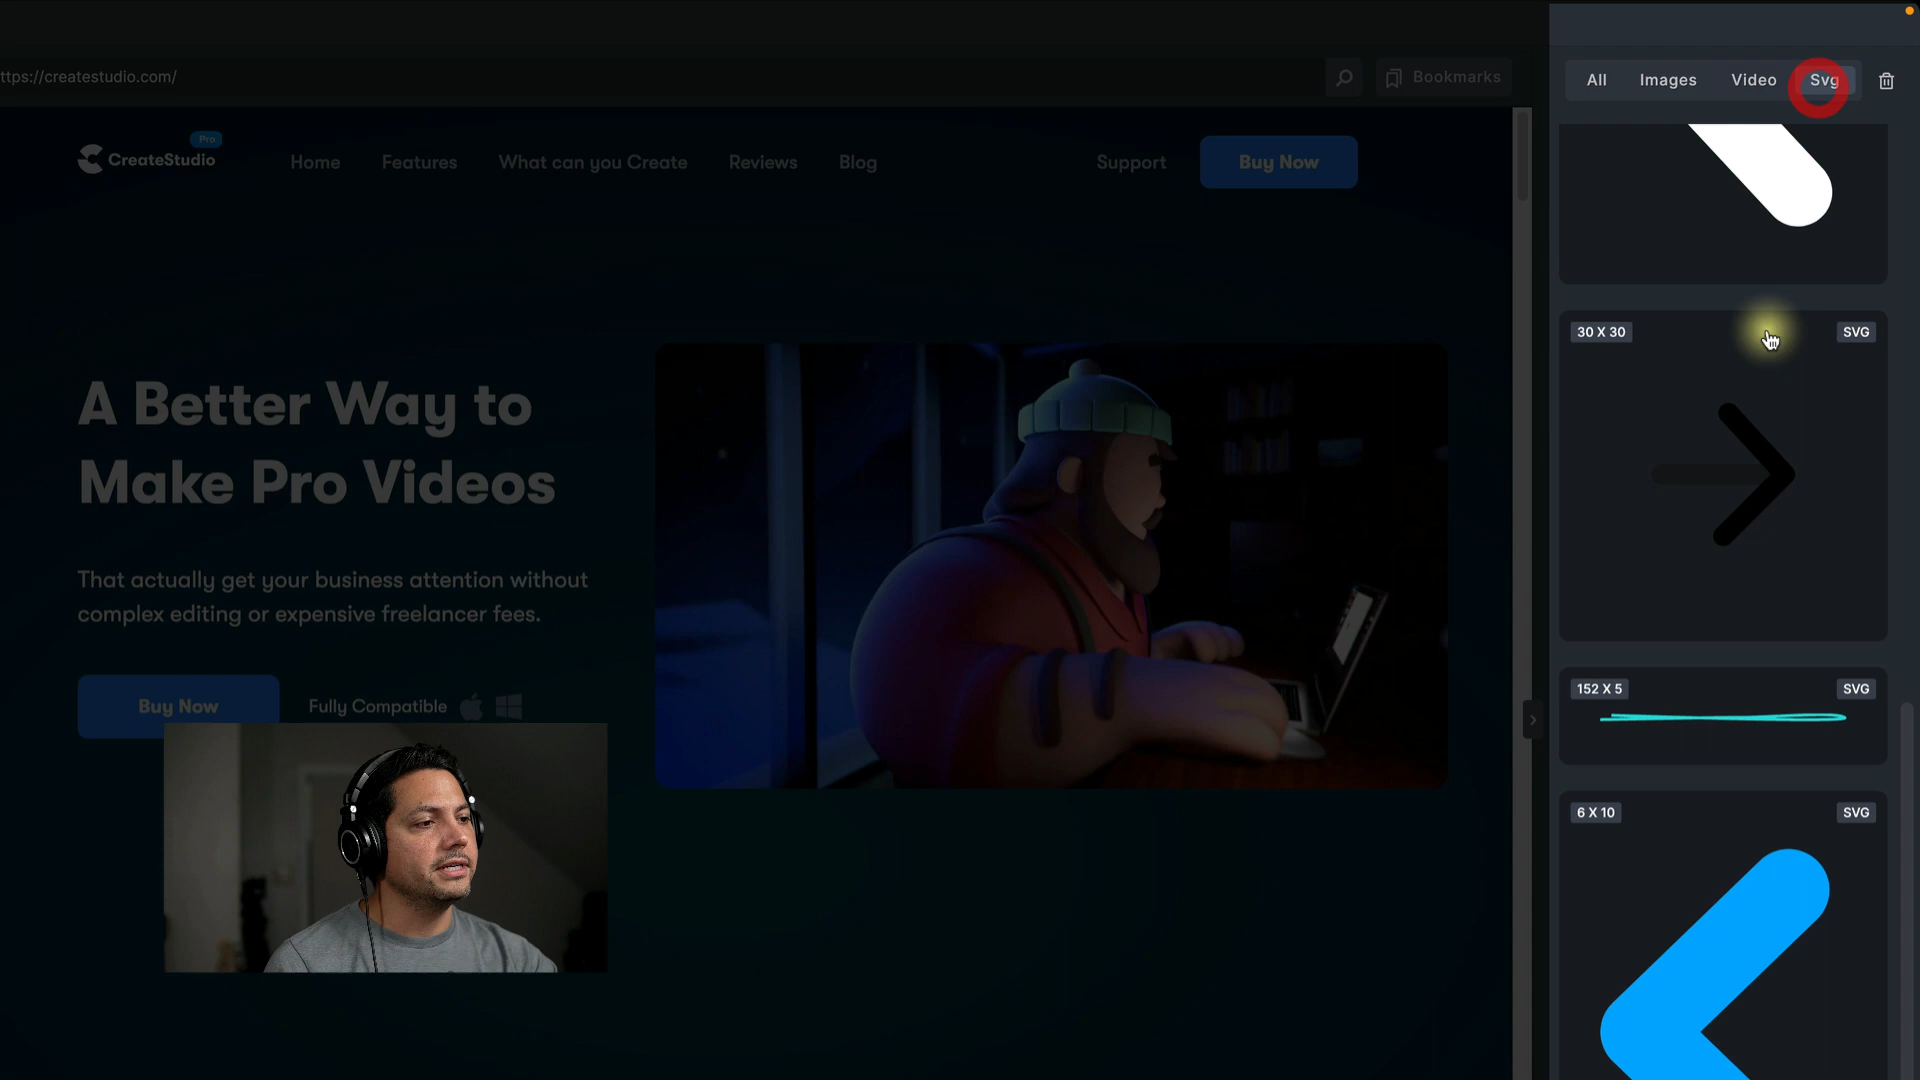 ttps://createstudio.com/
Bookmarks
All
Images
Video
Svg
Pro
CreateStudio
Home
Features
What can you Create
Reviews
Blog
Support
Buy Now
A Better Way to
Make Pro Videos
That actually get your business attention without
complex editing or expensive freelancer fees.
Buy Now
Fully Compatible
30 X 30
SVG
152 X 5
SVG
6 X 10
SVG